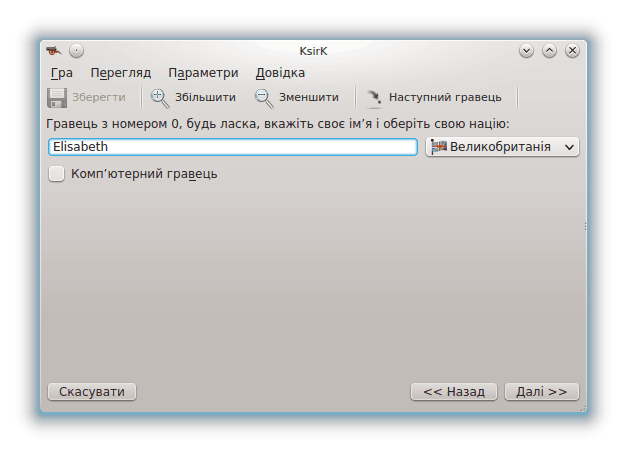 KsirK
Гра Перегляд Параметри Довідка
Зберегти Збільшити Зменшити Наступний гравець
Гравець з номером 0, будь ласка, вкажіть своє ім’я і оберіть свою націю:
Elisabeth Великобританія
Комп’ютерний гравець
Скасувати << Назад Далі >>